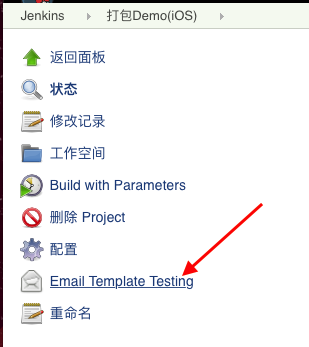 Jenkins 打包Demo(iOS)
返回面板
状态
修改记录
工作空间
Build with Parameters
删除 Project
配置
Email Template Testing
重命名